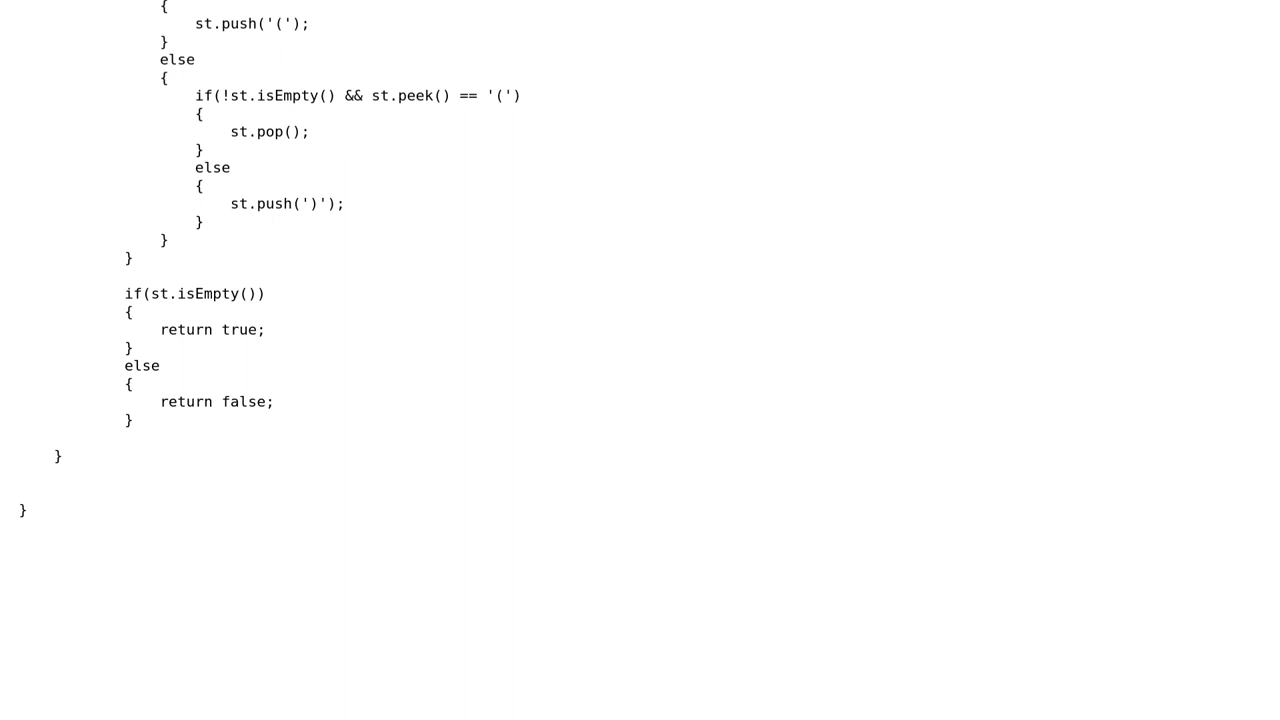 {
st.push('(');
}
else
{
if(!st.isEmpty() && st.peek() == '(')
{
st.pop();
}
else
{
st.push(')');
}
}
}
if(st.isEmpty())
{
return true;
}
else
{
return false;
}
}
}